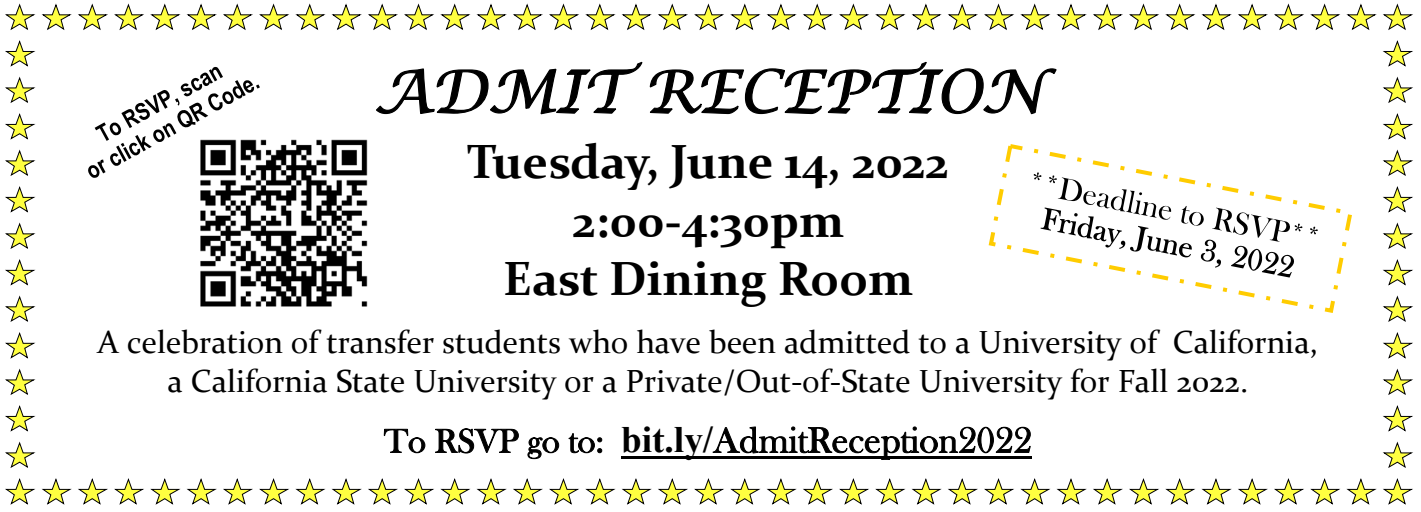 To RSVP, scan
or click on QR Code.
ADMIT RECEPTION
Tuesday, June 14, 2022
2:00-4:30pm
East Dining Room
**Deadline to RSVP**
Friday, June 3, 2022
A celebration of transfer students who have been admitted to a University of California,
a California State University or a Private/Out-of-State University for Fall 2022.
To RSVP go to: bit.ly/AdmitReception2022